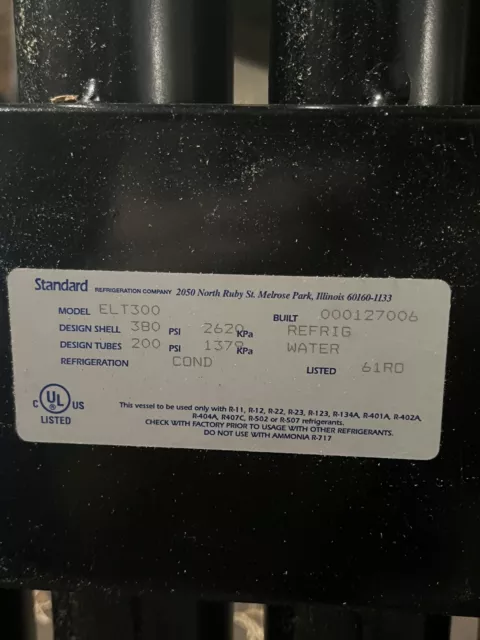 Standard REFRIGERATION COMPANY 2050 North Ruby St. Melrose Park, Illinois 60160-1133
MODEL ELT300 BUILT 000127006
DESIGN SHELL 380 PSI 2620 KPa REFRIG
DESIGN TUBES 200 PSI 1379 KPa WATER
REFRIGERATION COND LISTED 61R0
C UL US
LISTED
This vessel to be used only with R-11, R-12, R-22, R-23, R-123, R-134A, R-401A, R-402A,
R-404A, R407C, R-502 or R-507 refrigerants.
CHECK WITH FACTORY PRIOR TO USAGE WITH OTHER REFRIGERANTS.
DO NOT USE WITH AMMONIA R-717